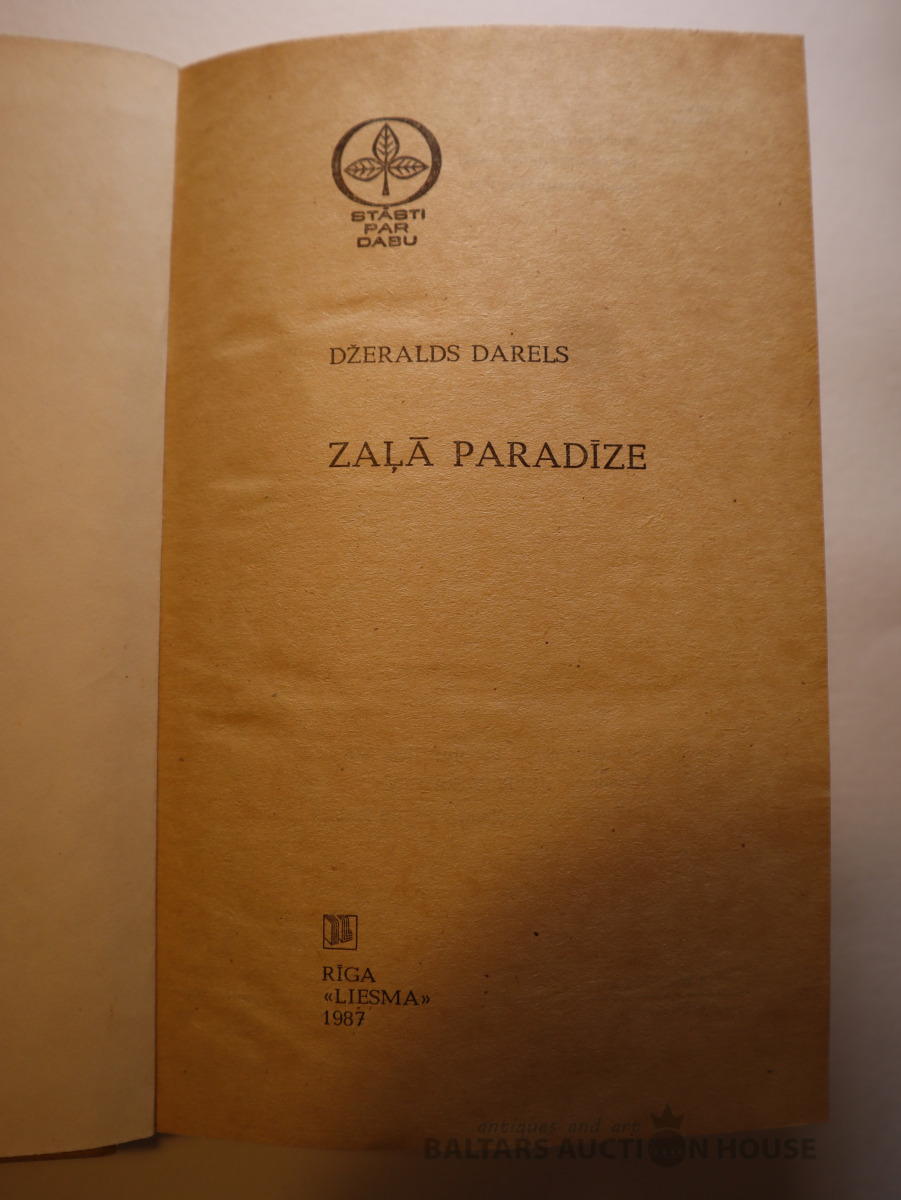 STĀSTI
PAR
DABU
DŽERALDS DARELS
ZAĻĀ PARADĪZE
RĪGA
«LIESMA»
1987
antiques and art
BALTARS AUCTION HOUSE